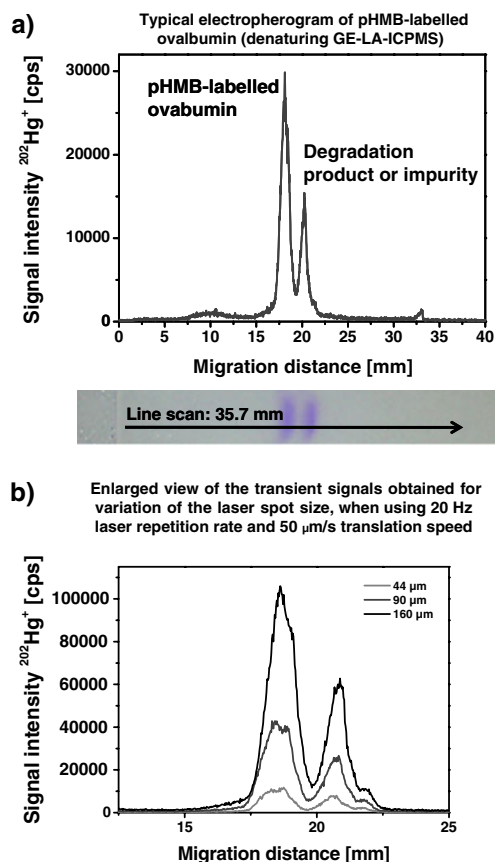 a)
Typical electropherogram of pHMB-labelled
ovalbumin (denaturing GE-LA-ICPMS)
Signal intensity ²⁰²Hg⁺ [cps]
30000
20000
10000
0
pHMB-labelled
ovabumin
Degradation
product or impurity
0 5 10 15 20 25 30 35 40
Migration distance [mm]
Line scan: 35.7 mm
b)
Enlarged view of the transient signals obtained for
variation of the laser spot size, when using 20 Hz
laser repetition rate and 50 μm/s translation speed
Signal intensity ²⁰²Hg⁺ [cps]
100000
80000
60000
40000
20000
0
44 μm
90 μm
160 μm
15 20 25
Migration distance [mm]